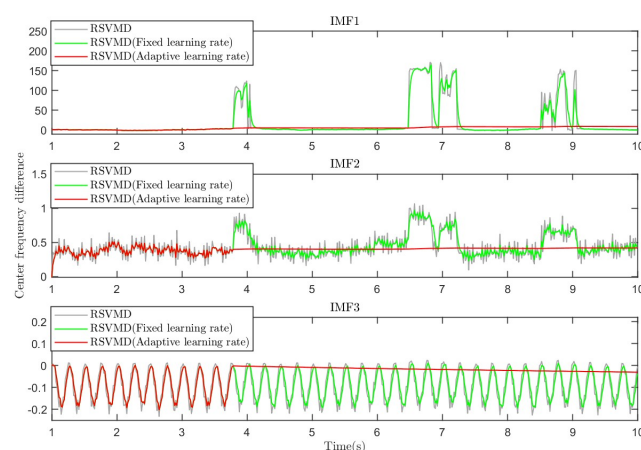 IMF1
250
200
150
100
50
0
RSVMD
RSVMD(Fixed learning rate)
RSVMD(Adaptive learning rate)
1 2 3 4 5 6 7 8 9 10
IMF2
1.5
1
0.5
0
RSVMD
RSVMD(Fixed learning rate)
RSVMD(Adaptive learning rate)
1 2 3 4 5 6 7 8 9 10
Center frequency difference
IMF3
0.2
0.1
0
-0.1
-0.2
RSVMD
RSVMD(Fixed learning rate)
RSVMD(Adaptive learning rate)
1 2 3 4 5 6 7 8 9 10
Time(s)